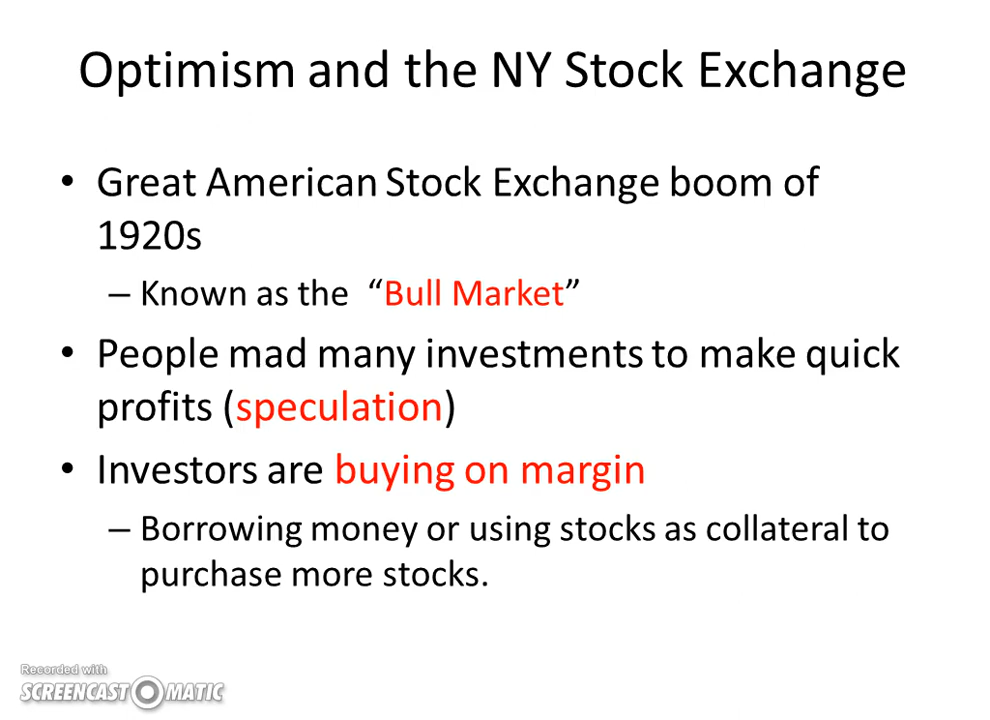 Optimism and the NY Stock Exchange
• Great American Stock Exchange boom of
1920s
– Known as the “Bull Market”
• People mad many investments to make quick
profits (speculation)
• Investors are buying on margin
– Borrowing money or using stocks as collateral to
purchase more stocks.
Recorded with
SCREENCAST-O-MATIC